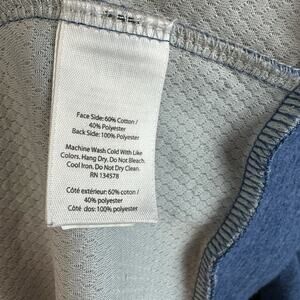 Face Side: 60% Cotton /
40% Polyester
Back Side: 100% Polyester
Machine Wash Cold With Like
Colors. Hang Dry. Do Not Bleach.
Cool Iron. Do Not Dry Clean.
RN 134578
Côté extérieur: 60% coton /
40% polyester
Côté dos: 100% polyester